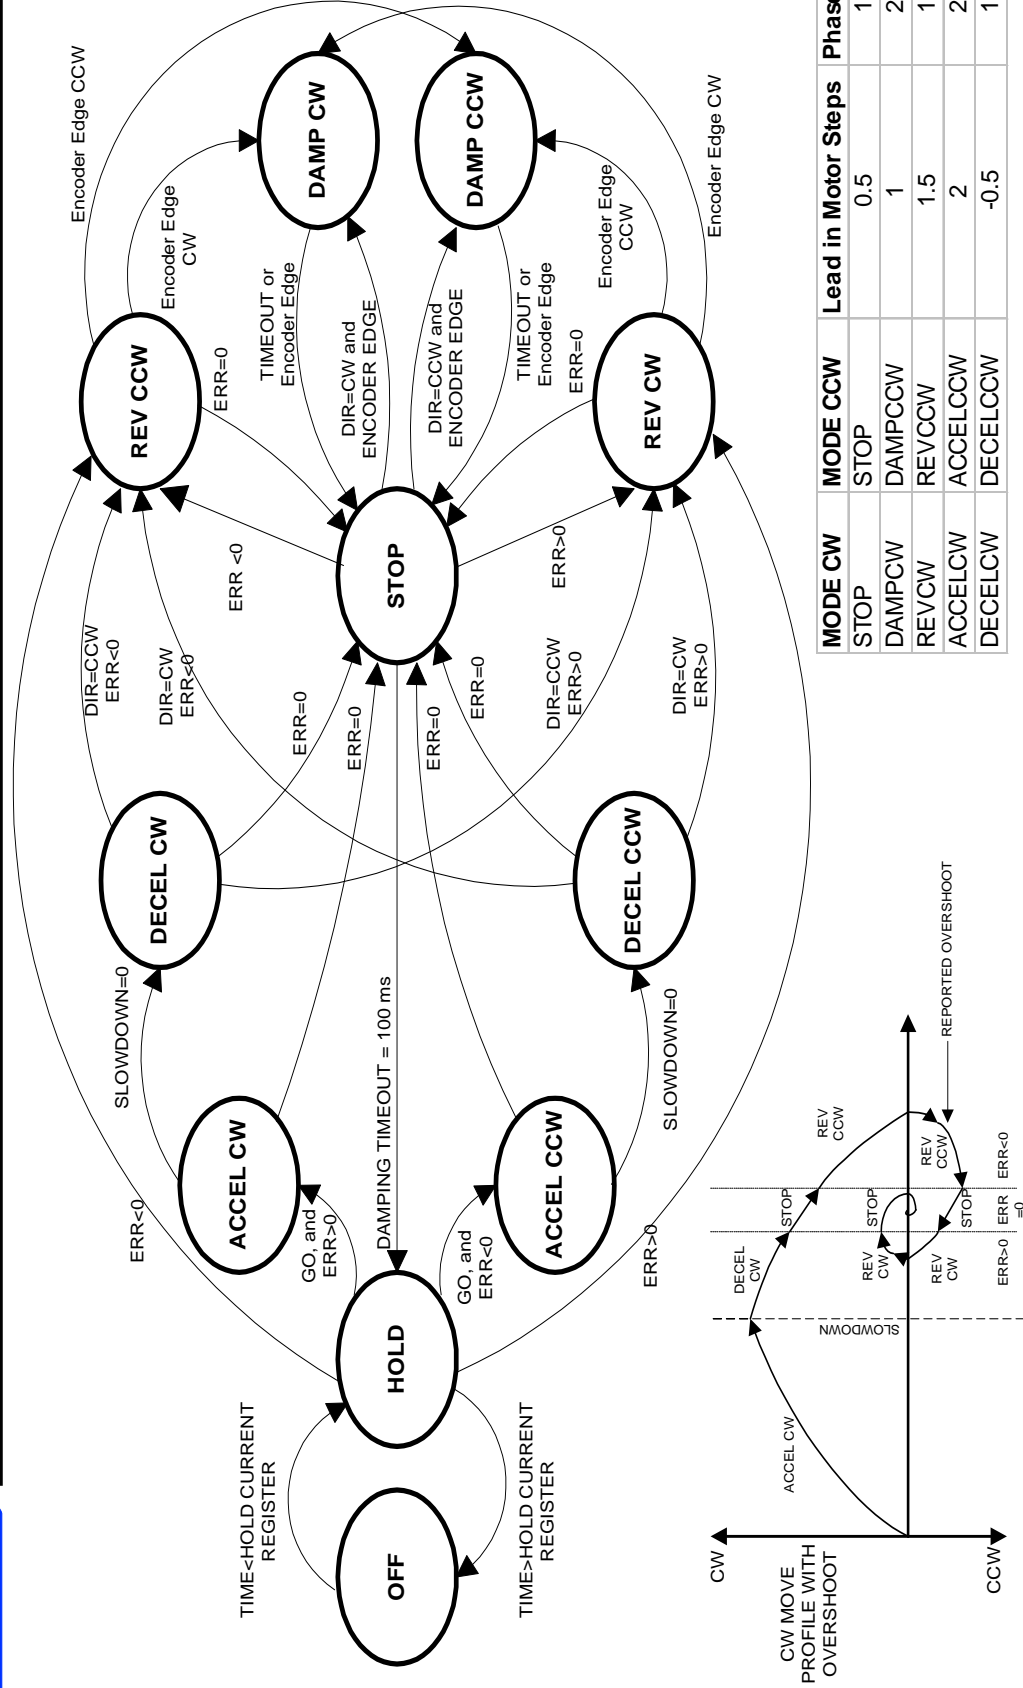 OFF
TIME<HOLD CURRENT
REGISTER
TIME>HOLD CURRENT
REGISTER
HOLD
ERR<0
GO, and
ERR>0
ACCEL CW
DAMPING TIMEOUT = 100 ms
GO, and
ERR<0
ACCEL CCW
ERR>0
SLOWDOWN=0
DECEL CW
SLOWDOWN=0
DECEL CCW
DIR=CCW
ERR<0
DIR=CW
ERR<0
ERR=0
ERR=0
ERR=0
ERR=0
DIR=CCW
ERR>0
DIR=CW
ERR>0
STOP
ERR <0
ERR>0
REV CCW
ERR=0
TIMEOUT or
Encoder Edge
DIR=CW and
ENCODER EDGE
DIR=CCW and
ENCODER EDGE
TIMEOUT or
Encoder Edge
ERR=0
REV CW
Encoder Edge CCW
Encoder Edge
CW
DAMP CW
DAMP CCW
Encoder Edge
CCW
Encoder Edge CW
CW MOVE
PROFILE WITH
OVERSHOOT
CW
CCW
ACCEL CW
SLOWDOWN
DECEL
CW
STOP
REV
CCW
STOP
REV
CW
REV
CW
STOP
REV
CCW
REPORTED OVERSHOOT
ERR>0
ERR
=0
ERR<0
MODE CW MODE CCW Lead in Motor Steps
STOP STOP 0.5 1
DAMPCW DAMPCCW 1 2
REVCW REVCCW 1.5 1
ACCELCW ACCELCCW 2 2
DECELCW DECELCCW -0.5 1